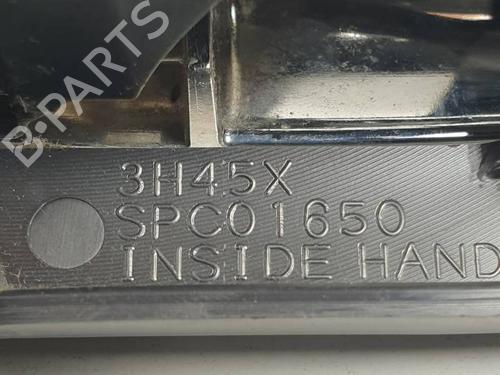 B-PARTS
3H45X
SPC01650
INSIDE HAND